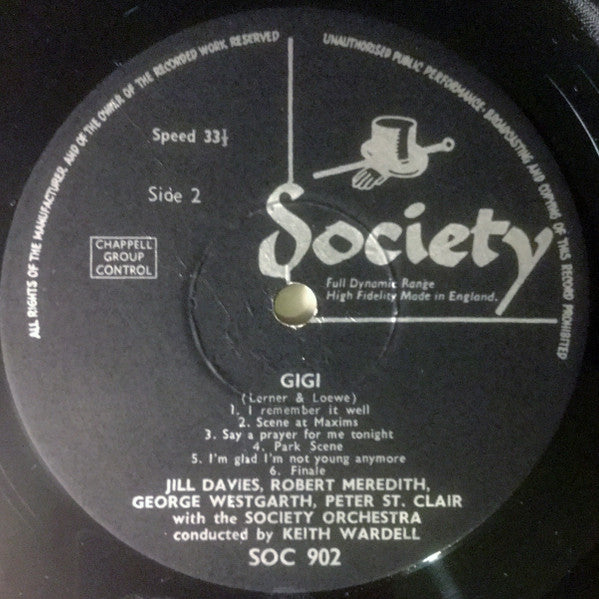 ALL RIGHTS OF THE MANUFACTURER, AND OF THE OWNER OF THE RECORDED WORK RESERVED
UNAUTHORISED PUBLIC PERFORMANCE, BROADCASTING AND COPYING OF THIS RECORD PROHIBITED
Speed 33⅓
Side 2
CHAPPELL
GROUP
CONTROL
Society
Full Dynamic Range
High Fidelity Made in England.
GIGI
(Lerner & Loewe)
1. I remember it well
2. Scene at Maxims
3. Say a prayer for me tonight
4. Park Scene
5. I'm glad I'm not young anymore
6. Finale
JILL DAVIES, ROBERT MEREDITH,
GEORGE WESTGARTH, PETER ST. CLAIR
with the SOCIETY ORCHESTRA
conducted by KEITH WARDELL
SOC 902